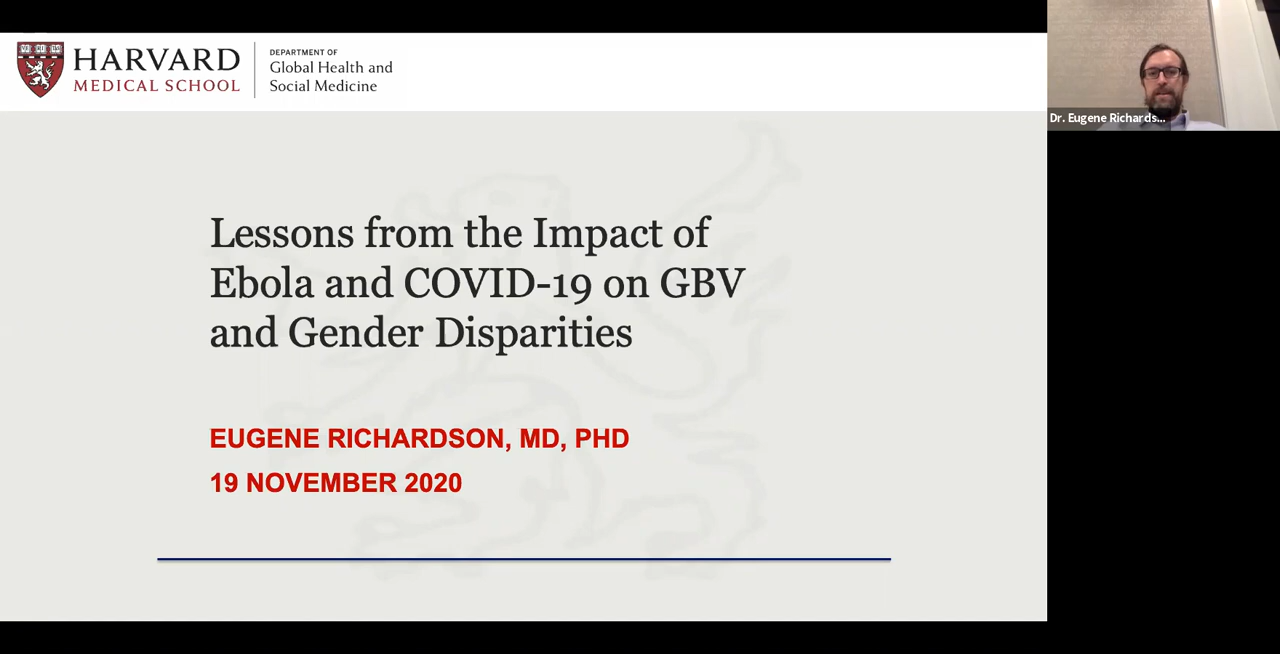 HARVARD
MEDICAL SCHOOL
DEPARTMENT OF
Global Health and
Social Medicine
Dr. Eugene Richards...
Lessons from the Impact of
Ebola and COVID-19 on GBV
and Gender Disparities
EUGENE RICHARDSON, MD, PHD
19 NOVEMBER 2020